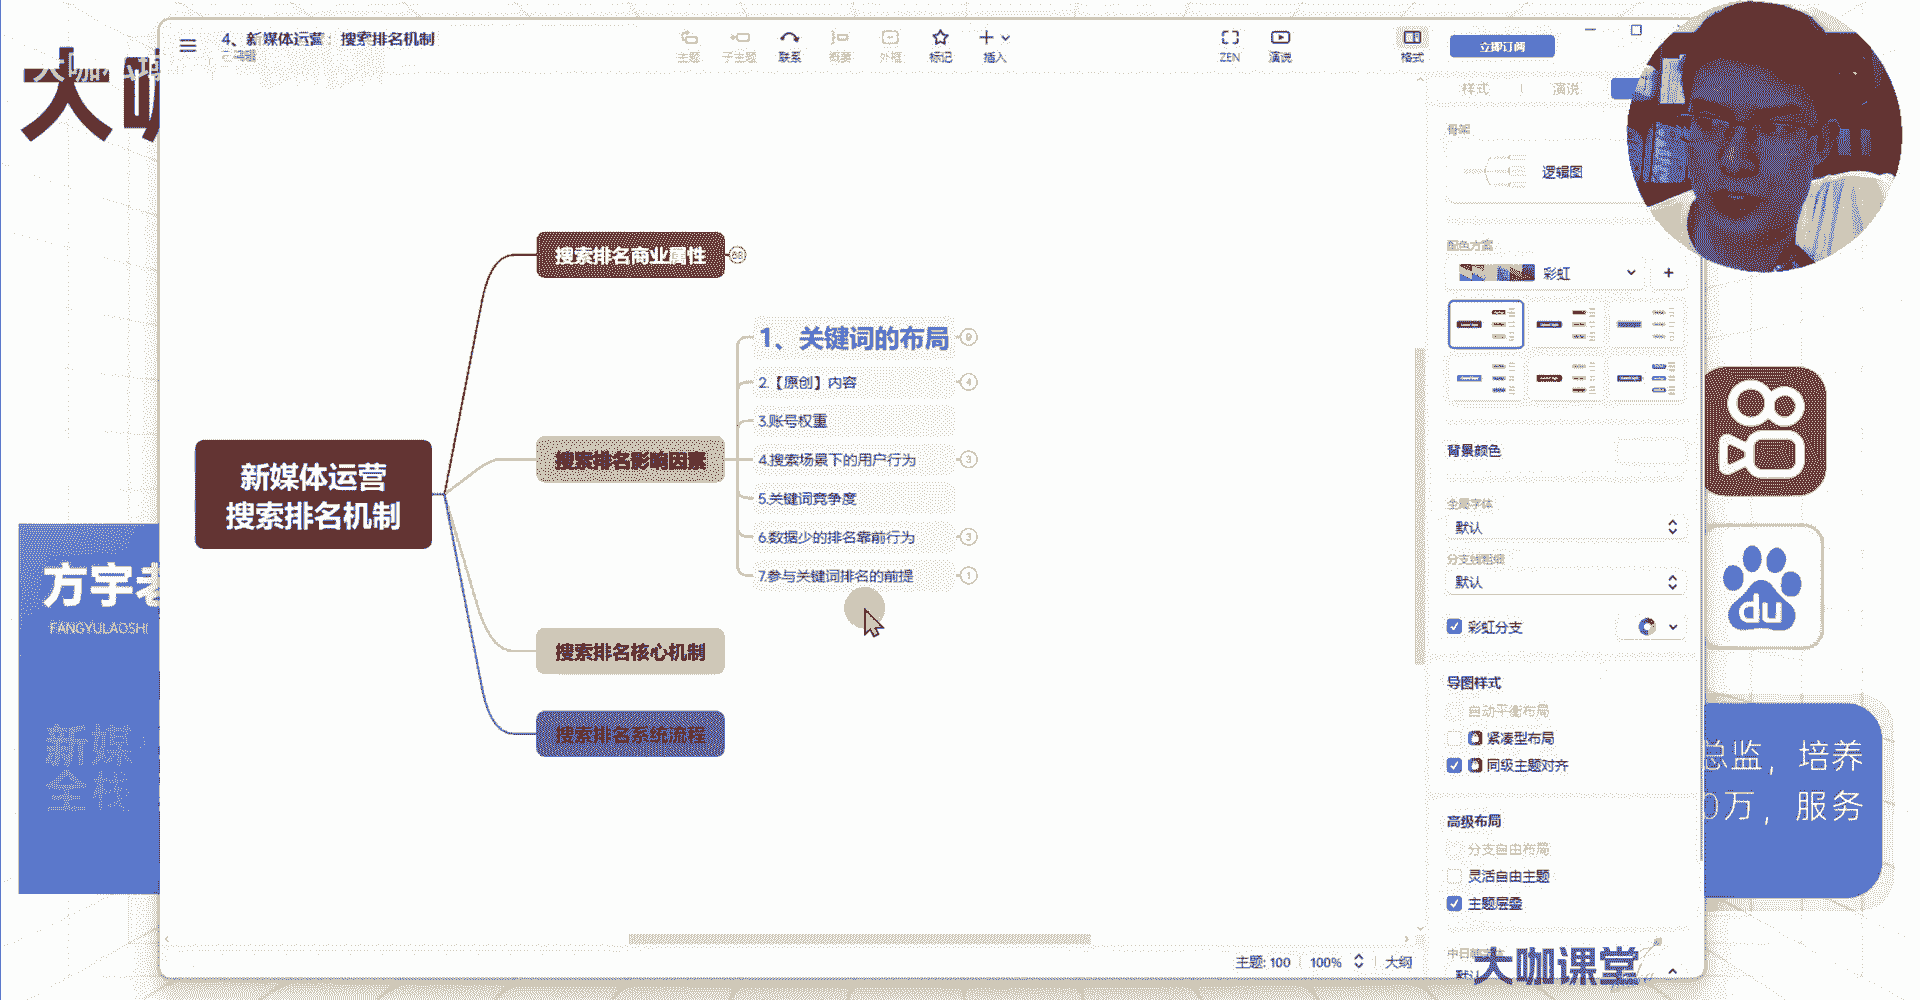 大咖
4、新媒体运营：搜索排名机制
已编辑
主题
子主题
联系
概要
外框
标记
插入
ZEN
演说
格式
立即订阅
样式
演说
骨架
逻辑图
配色方案
彩虹
背景颜色
全局字体
默认
分支线粗细
默认
彩虹分支
导图样式
自动平衡布局
紧凑型布局
同级主题对齐
高级布局
分支自由布局
灵活自由主题
主题层叠
搜索排名商业属性
1、关键词的布局
9
2.【原创】内容
4
3.账号权重
搜索排名影响因素
4.搜索场景下的用户行为
3
5.关键词竞争度
6.数据少的排名靠前行为
3
7.参与关键词排名的前提
1
新媒体运营
搜索排名机制
搜索排名核心机制
搜索排名系统流程
方宇老
FANGYULAOSHI
新媒
全栈
du
总监，培养
0万，服务
主题: 100
100%
大纲
大咖课堂